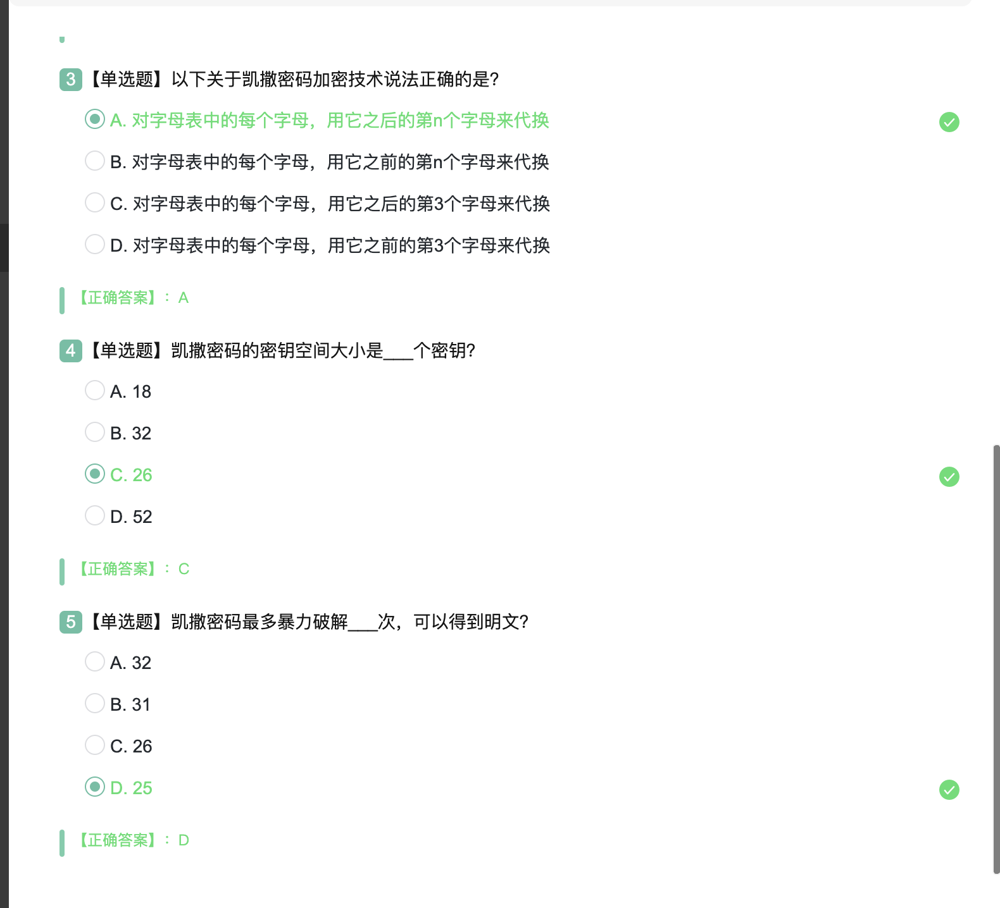 3【单选题】以下关于凯撒密码加密技术说法正确的是?
A. 对字母表中的每个字母，用它之后的第n个字母来代换
B. 对字母表中的每个字母，用它之前的第n个字母来代换
C. 对字母表中的每个字母，用它之后的第3个字母来代换
D. 对字母表中的每个字母，用它之前的第3个字母来代换
【正确答案】：A
4【单选题】凯撒密码的密钥空间大小是___个密钥?
A. 18
B. 32
C. 26
D. 52
【正确答案】：C
5【单选题】凯撒密码最多暴力破解___次，可以得到明文?
A. 32
B. 31
C. 26
D. 25
【正确答案】：D